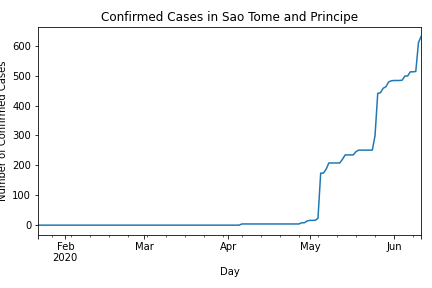 Confirmed Cases in Sao Tome and Principe
Number of Confirmed Cases
600
500
400
300
200
100
0
Feb
2020
Mar
Apr
May
Jun
Day